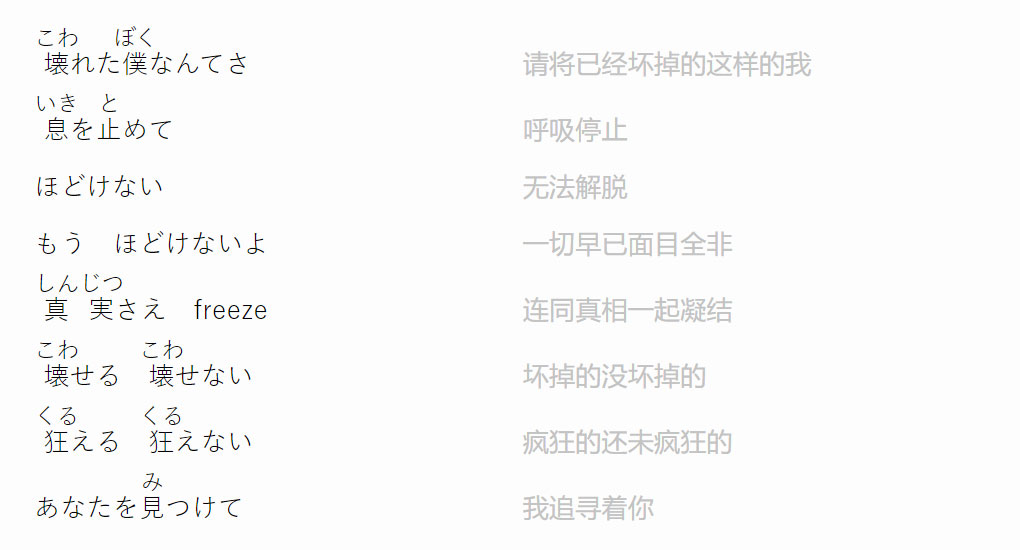 こわ ぼく
壊れた僕なんてさ 请将已经坏掉的这样的我
いき と
息を止めて 呼吸停止
ほどけない 无法解脱
もう ほどけないよ 一切早已面目全非
しんじつ
真実さえ freeze 连同真相一起凝结
こわ こわ
壊せる 壊せない 坏掉的没坏掉的
くる くる
狂える 狂えない 疯狂的还未疯狂的
み
あなたを見つけて 我追寻着你